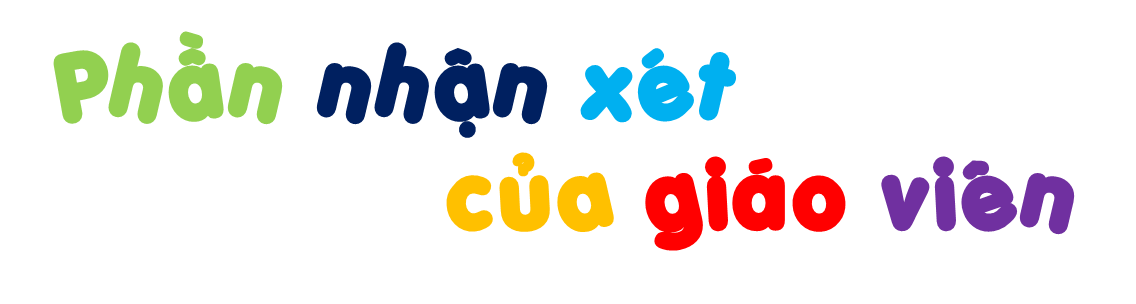 Phần nhận xét
của giáo viên